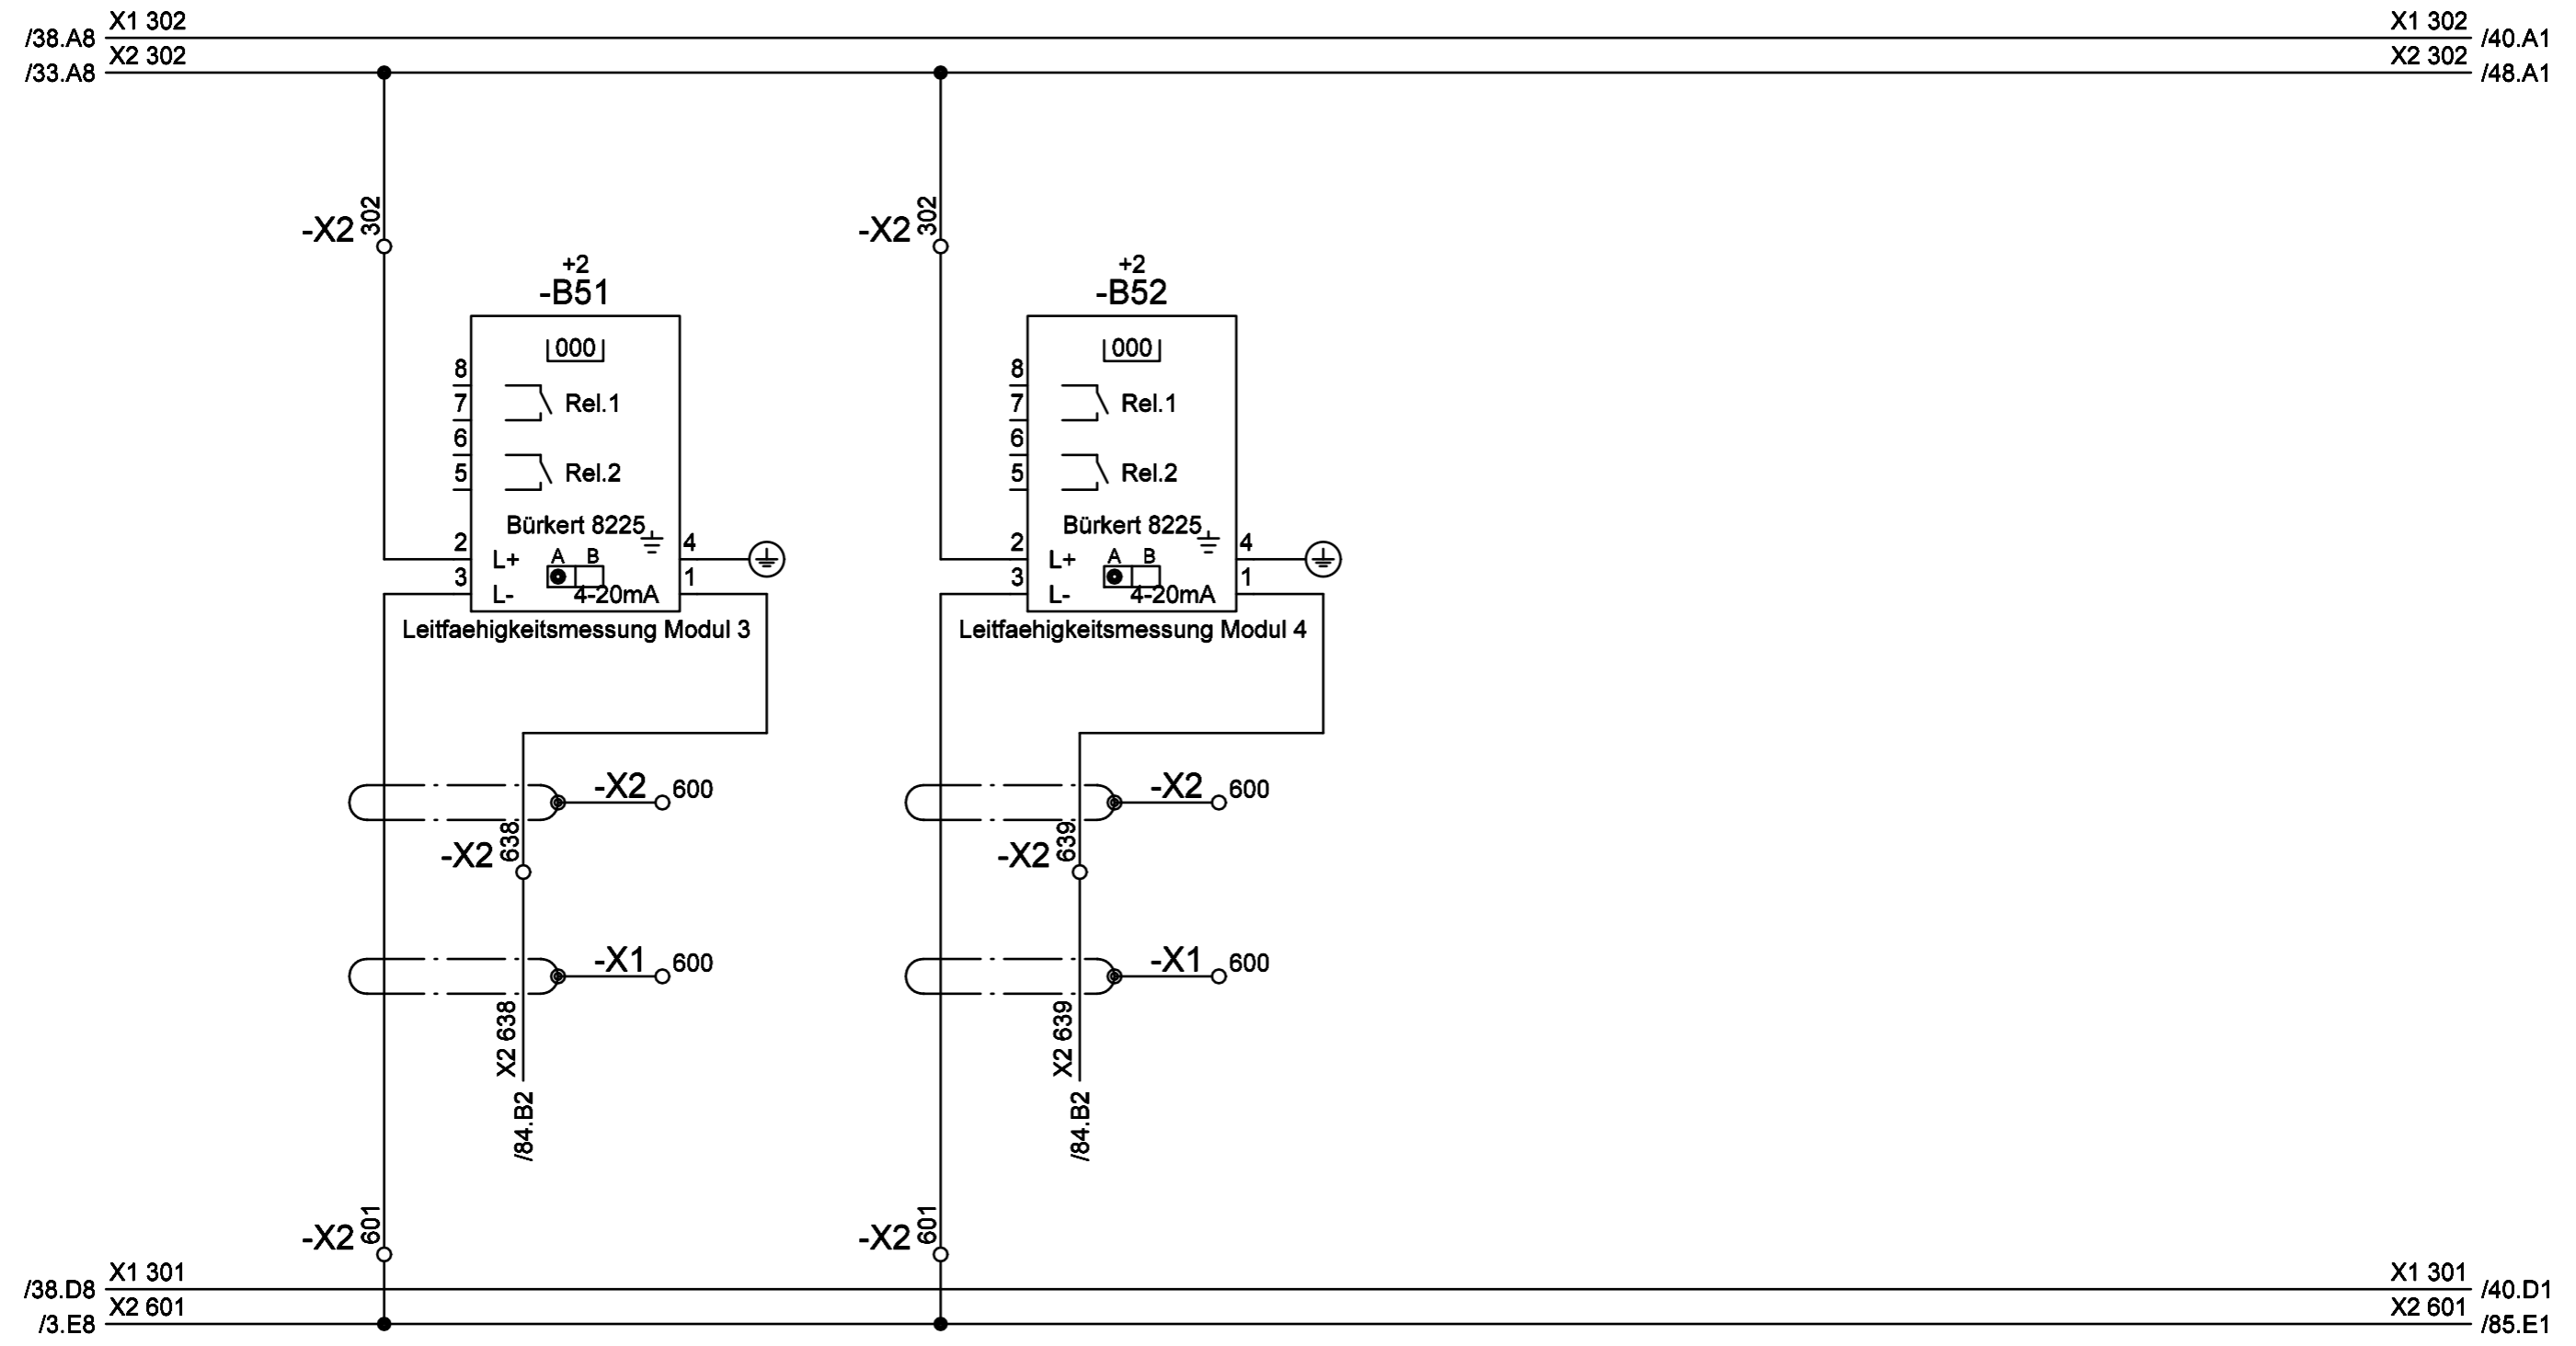 X1 302
X1 302
/38.A8
/40.A1
X2 302
X2 302
/33.A8
/48.A1
-X2
302
-X2
302
+2
-B51
000
8
7
6
5
Rel.1
Rel.2
Bürkert 8225
A B
2
3
L+
L-
4-20mA
4
1
Leitfaehigkeitsmessung Modul 3
+2
-B52
000
8
7
6
5
Rel.1
Rel.2
Bürkert 8225
A B
2
3
L+
L-
4-20mA
4
1
Leitfaehigkeitsmessung Modul 4
-X2 600
-X2
638
-X1 600
X2 638
/84.B2
-X2 600
-X2
639
-X1 600
X2 639
/84.B2
-X2
601
-X2
601
X1 301
X1 301
/38.D8
/40.D1
X2 601
X2 601
/3.E8
/85.E1